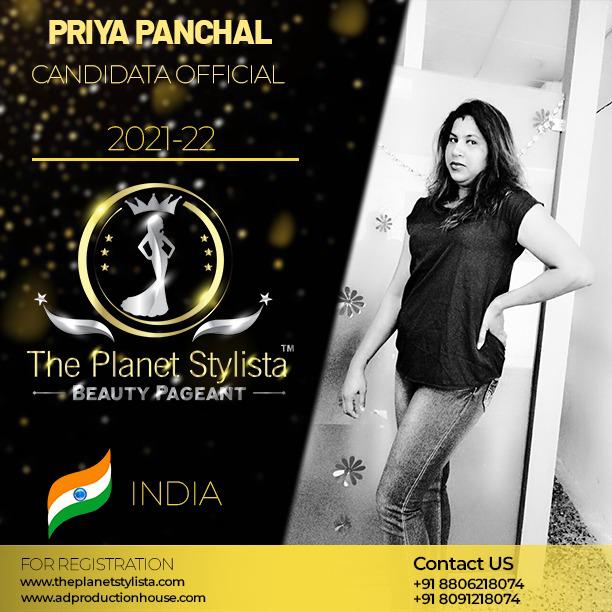 PRIYA PANCHAL
CANDIDATA OFFICIAL
2021-22
The Planet Stylista™
BEAUTY PAGEANT
INDIA
FOR REGISTRATION
www.theplanetstylista.com
www.adproductionhouse.com
Contact US
+91 8806218074
+91 8091218074